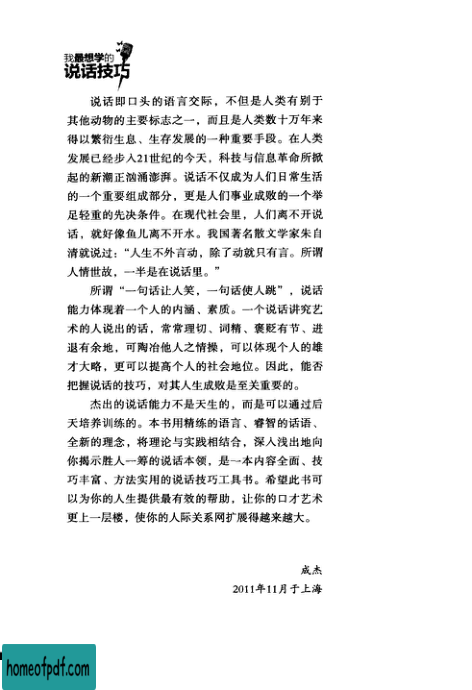 我最想学的
说话技巧
说话即口头的语言交际，不但是人类有别于
其他动物的主要标志之一，而且是人类数十万年来
得以繁衍生息、生存发展的一种重要手段。在人类
发展已经步入21世纪的今天，科技与信息革命所掀
起的新潮正汹涌澎湃。说话不仅成为人们日常生活
的一个重要组成部分，更是人们事业成败的一个举
足轻重的先决条件。在现代社会里，人们离不开说
话，就好像鱼儿离不开水。我国著名散文学家朱自
清就说过：“人生不外言动，除了动就只有言。所谓
人情世故，一半是在说话里。”
所谓“一句话让人笑，一句话使人跳”，说话
能力体现着一个人的内涵、素质。一个说话讲究艺
术的人说出的话，常常理切、词精、褒贬有节、进
退有余地，可陶冶他人之情操，可以体现个人的雄
才大略，更可以提高个人的社会地位。因此，能否
把握说话的技巧，对其人生成败是至关重要的。
杰出的说话能力不是天生的，而是可以通过后
天培养训练的。本书用精练的语言、睿智的话语、
全新的理念，将理论与实践相结合，深入浅出地向
你揭示胜人一筹的说话本领，是一本内容全面、技
巧丰富、方法实用的说话技巧工具书。希望此书可
以为你的人生提供最有效的帮助，让你的口才艺术
更上一层楼，使你的人际关系网扩展得越来越大。
成杰
2011年11月于上海
homeofpdf.com